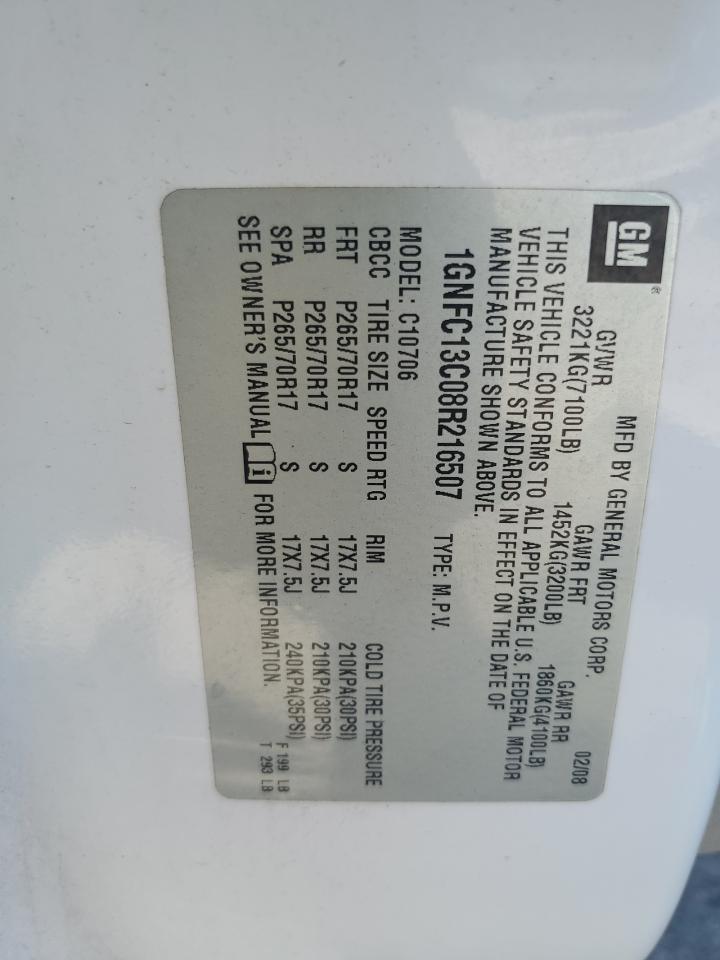 GM
MFD BY GENERAL MOTORS CORP. 02/08
GVWR GAWR FRT GAWR RR
3221KG(7100LB) 1452KG(3200LB) 1860KG(4100LB)
THIS VEHICLE CONFORMS TO ALL APPLICABLE U.S. FEDERAL MOTOR
VEHICLE SAFETY STANDARDS IN EFFECT ON THE DATE OF
MANUFACTURE SHOWN ABOVE.
1GNFC13C08R216507 TYPE: M.P.V.
MODEL: C10706
CBCC TIRE SIZE SPEED RTG RIM COLD TIRE PRESSURE
FRT P265/70R17 S 17X7.5J 210KPA(30PSI)
RR P265/70R17 S 17X7.5J 210KPA(30PSI)
SPA P265/70R17 S 17X7.5J 240KPA(35PSI) F 199 LB
SEE OWNER'S MANUAL FOR MORE INFORMATION. T 293 LB